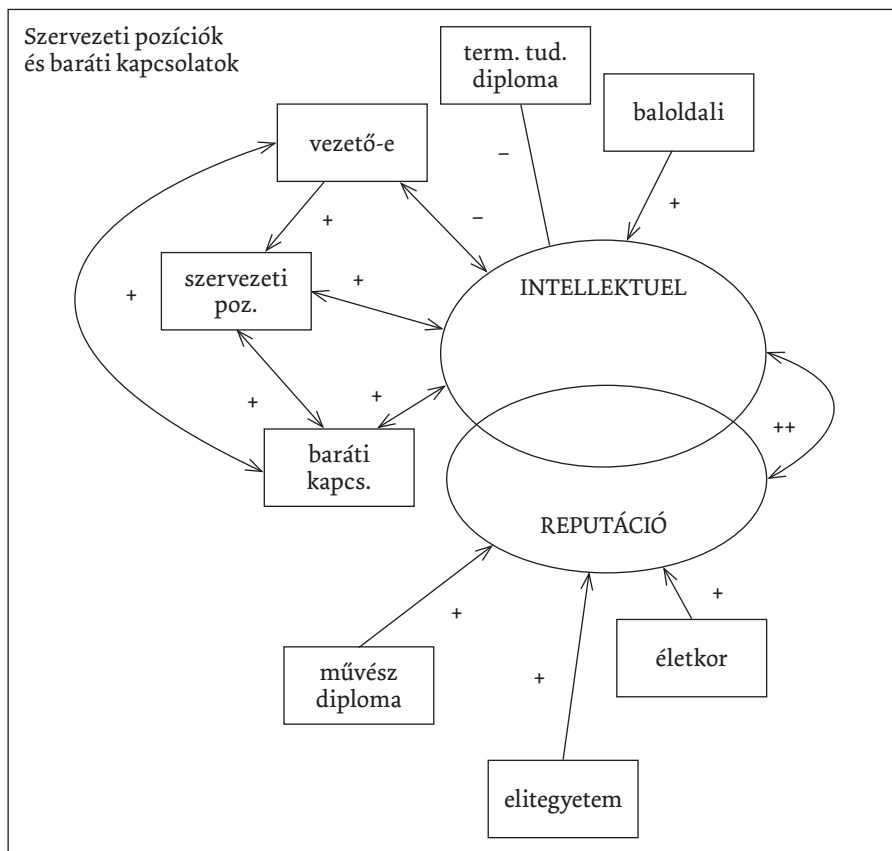 Szervezeti pozíciók
és baráti kapcsolatok
term. tud.
diploma
baloldali
vezető-e
–
+
+
–
szervezeti
poz.
+
+
INTELLEKTUEL
+
+
++
baráti
kapcs.
REPUTÁCIÓ
+
+
művész
diploma
életkor
+
elitegyetem